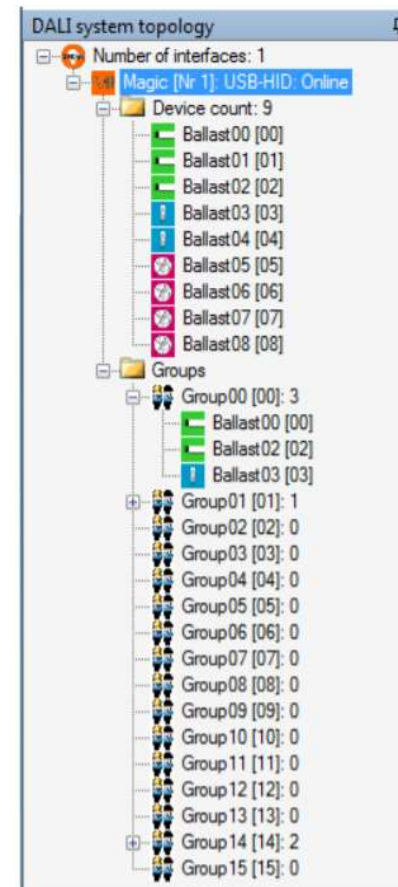 DALI system topology
Number of interfaces: 1
Magic [Nr 1]: USB-HID: Online
Device count: 9
Ballast00 [00]
Ballast01 [01]
Ballast02 [02]
Ballast03 [03]
Ballast04 [04]
Ballast05 [05]
Ballast06 [06]
Ballast07 [07]
Ballast08 [08]
Groups
Group00 [00]: 3
Ballast00 [00]
Ballast02 [02]
Ballast03 [03]
Group01 [01]: 1
Group02 [02]: 0
Group03 [03]: 0
Group04 [04]: 0
Group05 [05]: 0
Group06 [06]: 0
Group07 [07]: 0
Group08 [08]: 0
Group09 [09]: 0
Group10 [10]: 0
Group11 [11]: 0
Group12 [12]: 0
Group13 [13]: 0
Group14 [14]: 2
Group15 [15]: 0